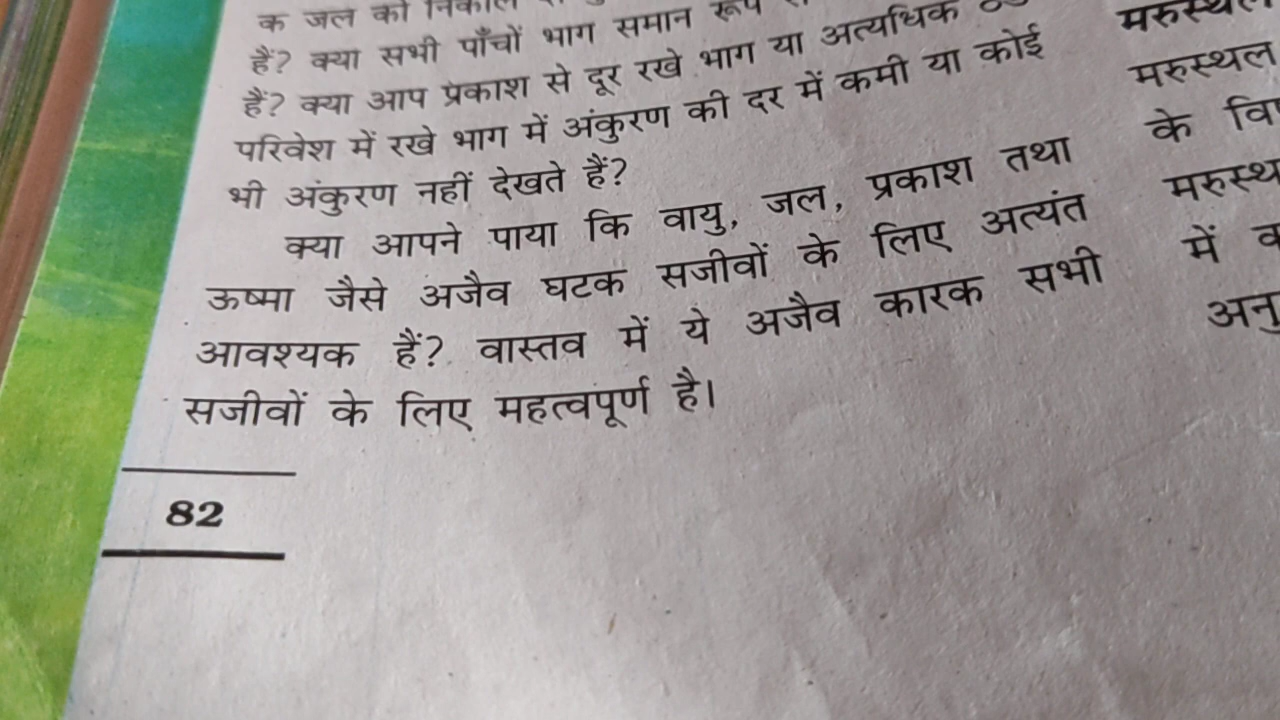 क जल को निकाल
हैं? क्या सभी पाँचों भाग समान रूप
हैं? क्या आप प्रकाश से दूर रखे भाग या अत्यधिक
परिवेश में रखे भाग में अंकुरण की दर में कमी या कोई
भी अंकुरण नहीं देखते हैं?
क्या आपने पाया कि वायु, जल, प्रकाश तथा
ऊष्मा जैसे अजैव घटक सजीवों के लिए अत्यंत
आवश्यक हैं? वास्तव में ये अजैव कारक सभी
सजीवों के लिए महत्वपूर्ण है।
82
मरुस्थल
मरुस्थल
के वि
मरुस्थ
में व
अनु